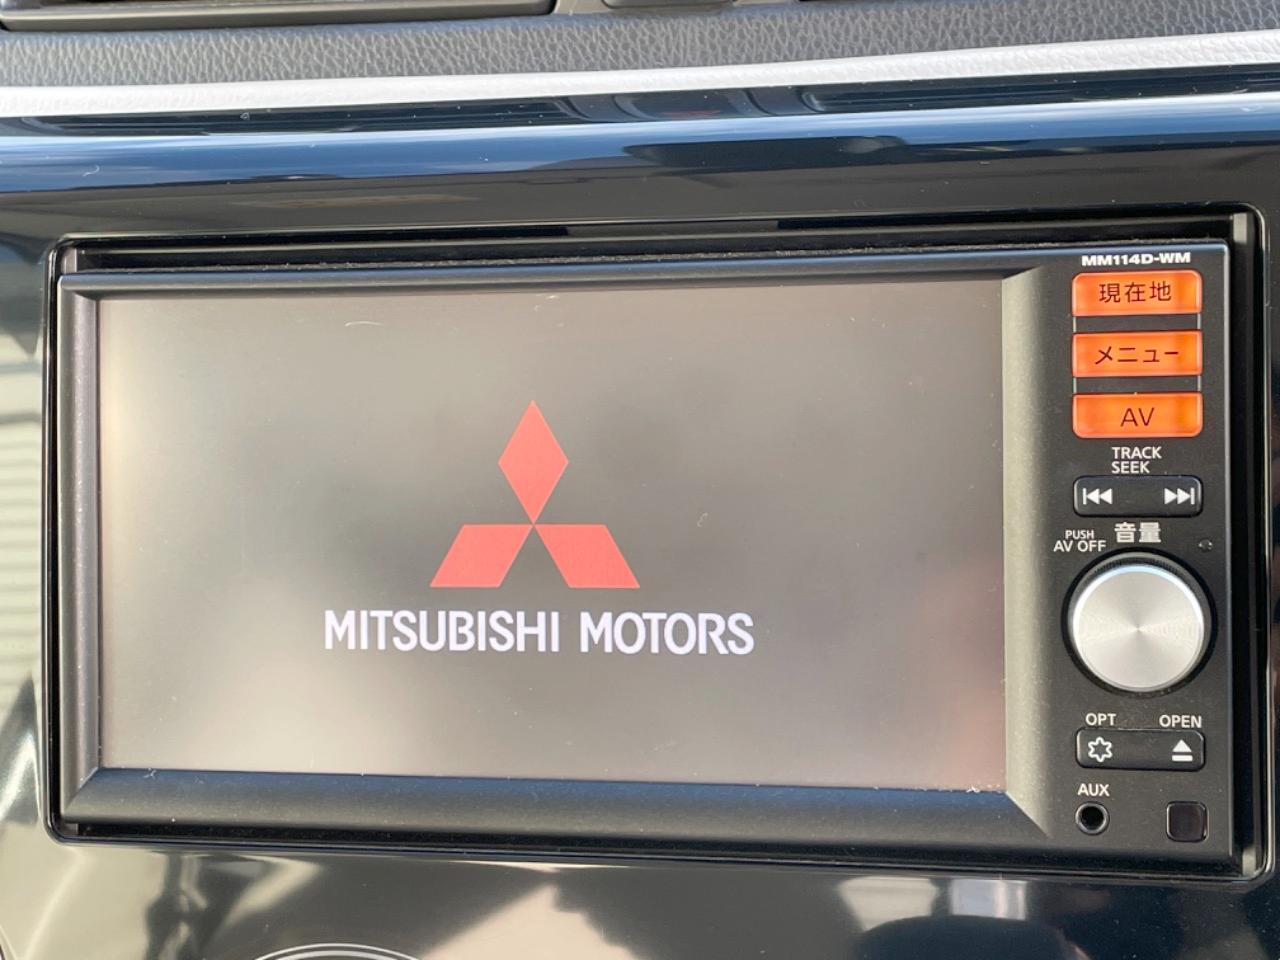 MM114D-WM
現在地
メニュー
AV
TRACK
SEEK
PUSH
AV OFF
音量
MITSUBISHI MOTORS
OPT
OPEN
AUX